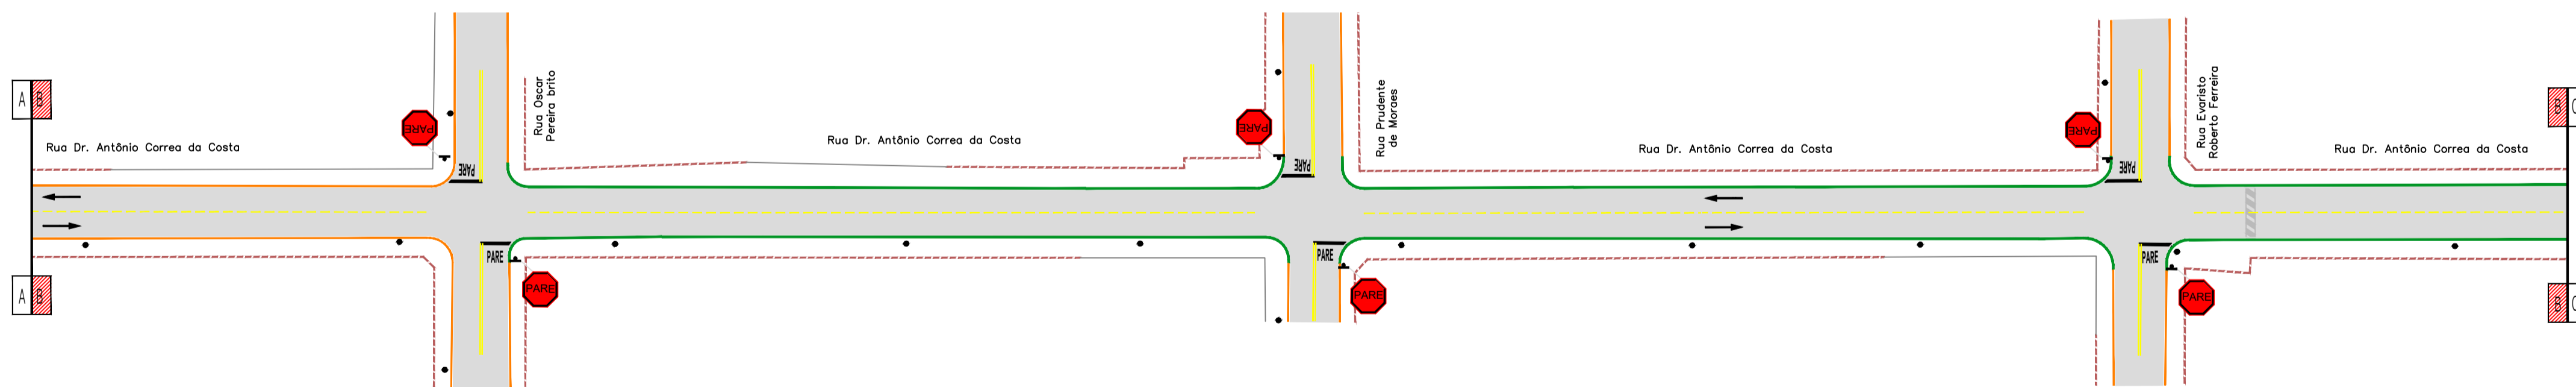 A B
PARE
Rua Dr. Antônio Correa da Costa
PARE
Rua Oscar
Pereira brito
Rua Dr. Antônio Correa da Costa
PARE
PARE
Rua Prudente
de Moraes
Rua Dr. Antônio Correa da Costa
PARE
PARE
Rua Evaristo
Roberto Ferreira
Rua Dr. Antônio Correa da Costa
B
PARE
PARE
PARE
PARE
PARE
PARE
A B
B